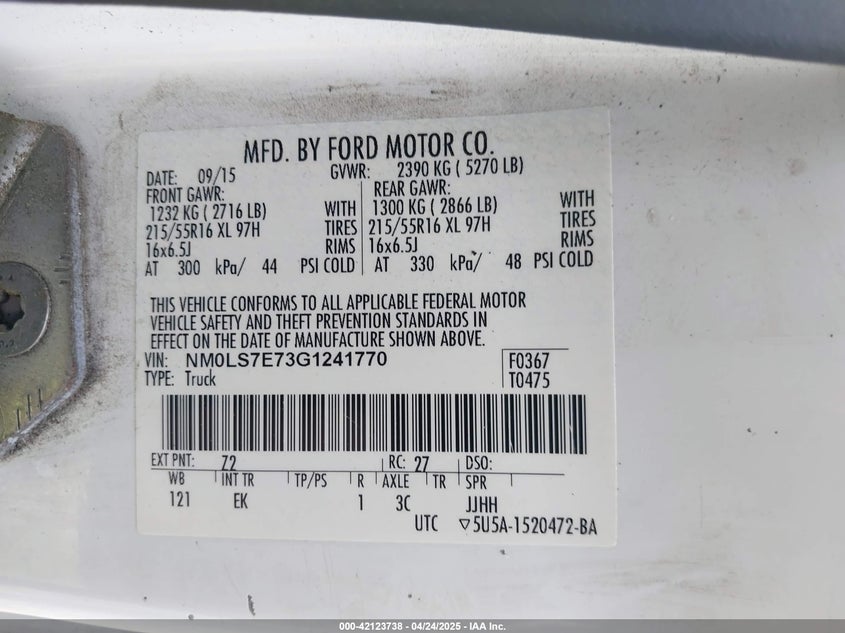 MFD. BY FORD MOTOR CO.
DATE: 09/15 GVWR: 2390 KG ( 5270 LB)
FRONT GAWR: REAR GAWR:
1232 KG ( 2716 LB) WITH 1300 KG ( 2866 LB) WITH
215/55R16 XL 97H TIRES 215/55R16 XL 97H TIRES
16x6.5J RIMS 16x6.5J RIMS
AT 300 kPa/ 44 PSI COLD AT 330 kPa/ 48 PSI COLD
THIS VEHICLE CONFORMS TO ALL APPLICABLE FEDERAL MOTOR
VEHICLE SAFETY AND THEFT PREVENTION STANDARDS IN
EFFECT ON THE DATE OF MANUFACTURE SHOWN ABOVE.
VIN: NM0LS7E73G1241770 F0367
TYPE: Truck T0475
EXT PNT: Z2 RC: 27 DSO:
WB INT TR TP/PS R AXLE TR SPR
121 EK 1 3C JJHH
UTC ▽5U5A-1520472-BA
000-42123738 - 04/24/2025 - IAA Inc.